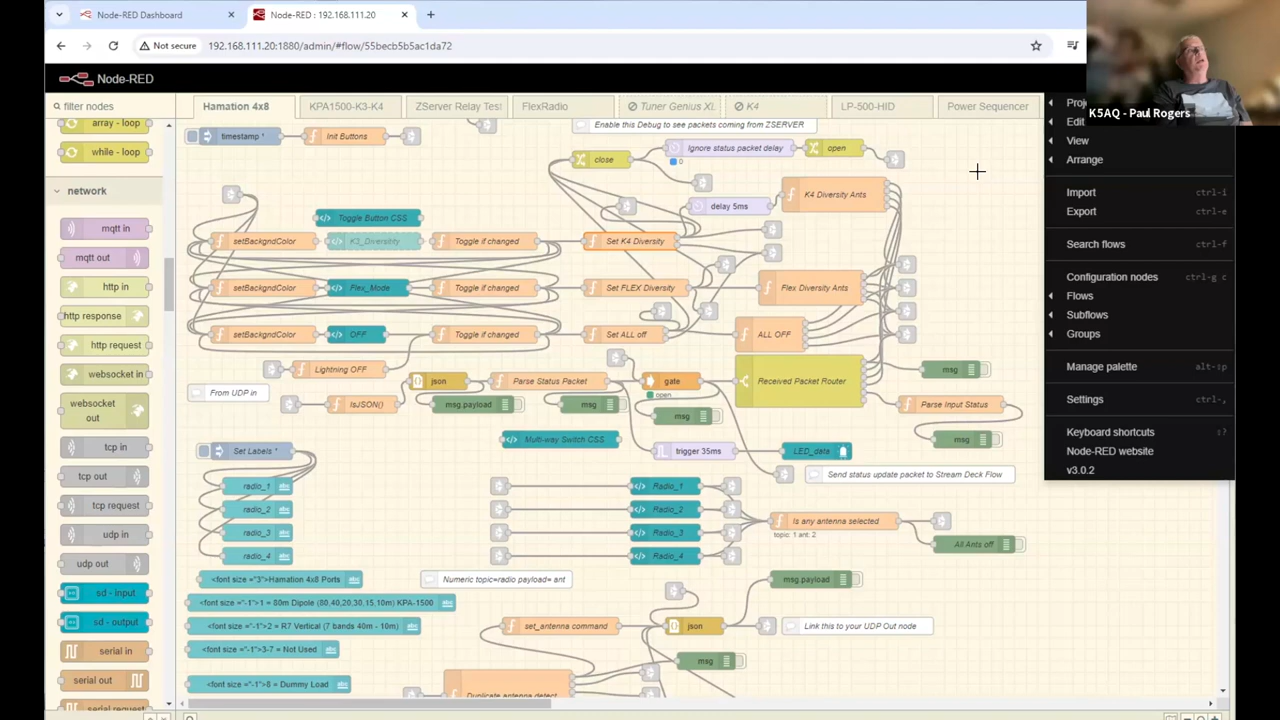 Node-RED Dashboard
Node-RED : 192.168.111.20
Not secure
192.168.111.20:1880/admin/#flow/55becb5b5ac1da72
Node-RED
filter nodes
Hamation 4x8
KPA1500-K3-K4
ZServer Relay Tes
FlexRadio
Tuner Genius XL
K4
LP-500-HID
Power Sequencer
K5AQ - Paul Rogers
Proj
Edit
View
Arrange
Import
ctrl-i
Export
ctrl-e
Search flows
ctrl-f
Configuration nodes
ctrl-g c
Flows
Subflows
Groups
Manage palette
alt-⇧p
Settings
ctrl-,
Keyboard shortcuts
⇧?
Node-RED website
v3.0.2
array - loop
while - loop
network
mqtt in
mqtt out
http in
http response
http request
websocket in
websocket
out
tcp in
tcp out
tcp request
udp in
udp out
sd - input
sd - output
serial in
serial out
serial request
timestamp ¹
Init Buttons
Enable this Debug to see packets coming from ZSERVER
close
Ignore status packet delay
open
0
delay 5ms
K4 Diversity Ants
Toggle Button CSS
setBackgndColor
K3_Diversitity
Toggle if changed
Set K4 Diversity
setBackgndColor
Flex_Mode
Toggle if changed
Set FLEX Diversity
Flex Diversity Ants
setBackgndColor
OFF
Toggle if changed
Set ALL off
ALL OFF
Lightning OFF
json
Parse Status Packet
gate
open
Received Packet Router
msg
From UDP in
IsJSON()
msg.payload
msg
msg
Parse Input Status
msg
Multi-way Switch CSS
trigger 35ms
LED_data
Set Labels ¹
Send status update packet to Stream Deck Flow
radio_1
radio_2
radio_3
radio_4
Radio_1
Radio_2
Radio_3
Radio_4
Is any antenna selected
topic: 1 ant: 2
All Ants off
<font size ="3">Hamation 4x8 Ports
Numeric topic=radio payload= ant
msg.payload
<font size ="-1">1 = 80m Dipole (80,40,20,30,15,10m) KPA-1500
<font size ="-1">2 = R7 Vertical (7 bands 40m - 10m)
set_antenna command
json
Link this to your UDP Out node
<font size ="-1">3-7 = Not Used
msg
<font size ="-1">8 = Dummy Load
Duplicate antenna detect